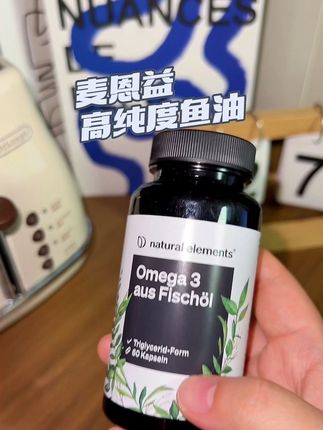 NUANCES
DE
麦恩益
高纯度鱼油
7
natural elements®
Omega 3
aus Fischöl
✓ Triglycerid-Form
60 Kapseln